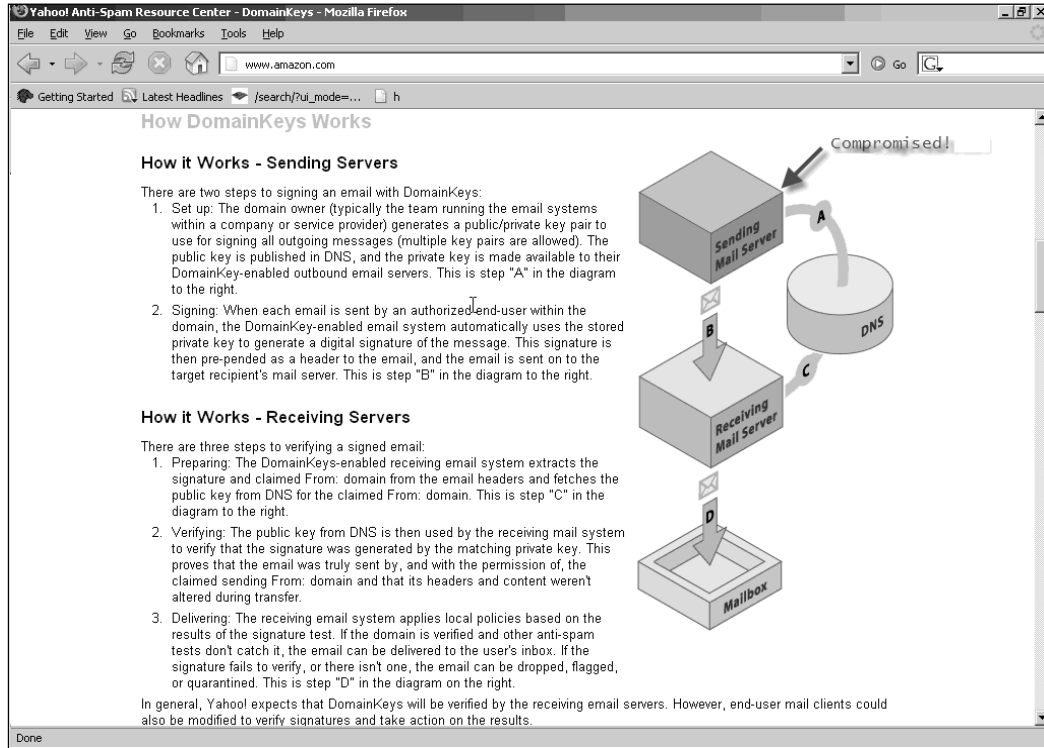 Yahoo! Anti-Spam Resource Center - DomainKeys - Mozilla Firefox
File Edit View Go Bookmarks Tools Help
www.amazon.com
Go
G
Getting Started Latest Headlines /search/?ui_mode=... h
How DomainKeys Works
How it Works - Sending Servers
There are two steps to signing an email with DomainKeys:
1. Set up: The domain owner (typically the team running the email systems
within a company or service provider) generates a public/private key pair to
use for signing all outgoing messages (multiple key pairs are allowed). The
public key is published in DNS, and the private key is made available to their
DomainKey-enabled outbound email servers. This is step "A" in the diagram
to the right.
2. Signing: When each email is sent by an authorized end-user within the
domain, the DomainKey-enabled email system automatically uses the stored
private key to generate a digital signature of the message. This signature is
then pre-pended as a header to the email, and the email is sent on to the
target recipient's mail server. This is step "B" in the diagram to the right.
How it Works - Receiving Servers
There are three steps to verifying a signed email:
1. Preparing: The DomainKeys-enabled receiving email system extracts the
signature and claimed From: domain from the email headers and fetches the
public key from DNS for the claimed From: domain. This is step "C" in the
diagram to the right.
2. Verifying: The public key from DNS is then used by the receiving mail system
to verify that the signature was generated by the matching private key. This
proves that the email was truly sent by, and with the permission of, the
claimed sending From: domain and that its headers and content weren't
altered during transfer.
3. Delivering: The receiving email system applies local policies based on the
results of the signature test. If the domain is verified and other anti-spam
tests don't catch it, the email can be delivered to the user's inbox. If the
signature fails to verify, or there isn't one, the email can be dropped, flagged,
or quarantined. This is step "D" in the diagram on the right.
In general, Yahoo! expects that DomainKeys will be verified by the receiving email servers. However, end-user mail clients could
also be modified to verify signatures and take action on the results.
Compromised!
Sending
Mail Server
A
DNS
B
C
Receiving
Mail Server
D
Mailbox
Done